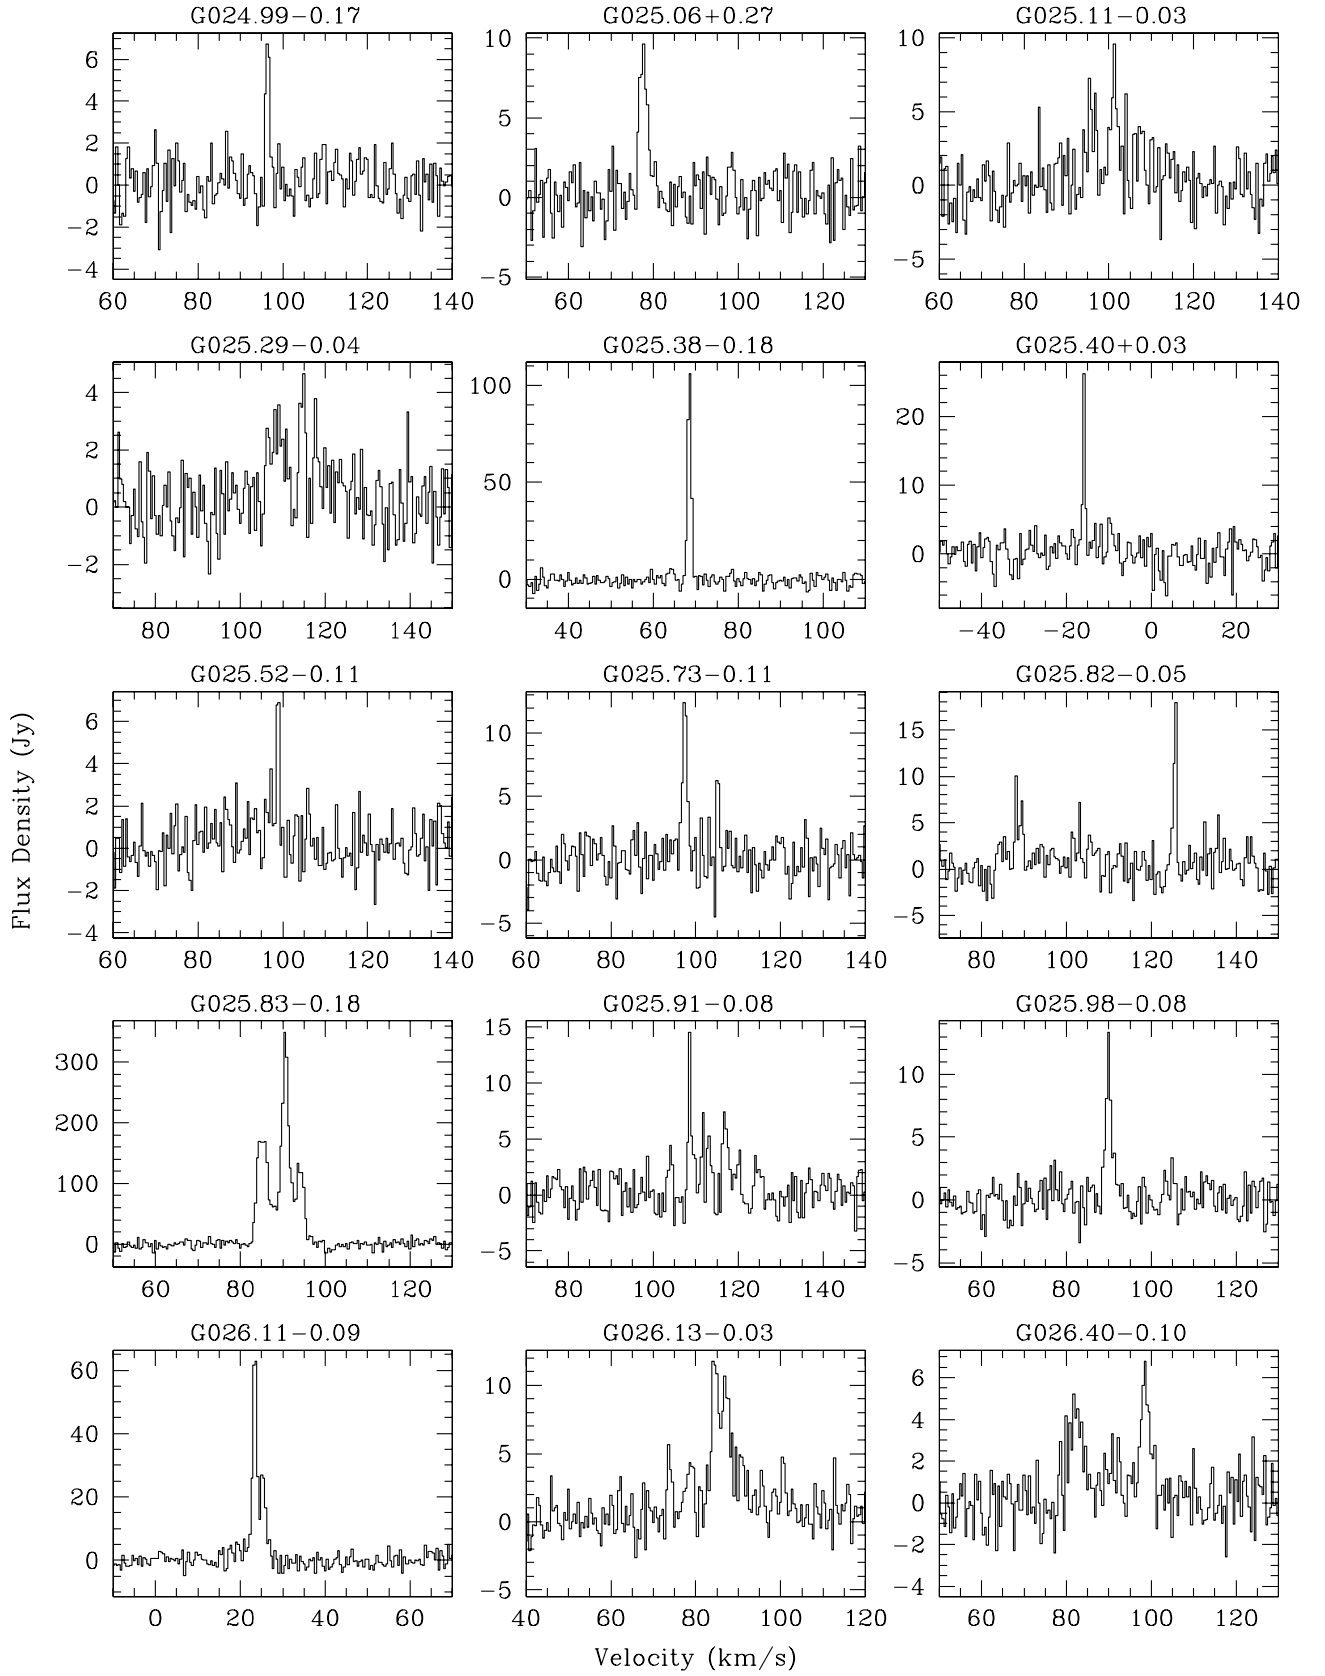 G024.99−0.17 G025.06+0.27 G025.11−0.03
6 4 2 0 −2 −4
10 5 0 −5
10 5 0 −5
60 80 100 120 140 60 80 100 120 60 80 100 120 140
G025.29−0.04 G025.38−0.18 G025.40+0.03
4 2 0 −2
100 50 0
20 10 0
80 100 120 140 40 60 80 100 −40 −20 0 20
G025.52−0.11 G025.73−0.11 G025.82−0.05
6 4 2 0 −2 −4
10 5 0 −5
15 10 5 0 −5
60 80 100 120 140 60 80 100 120 140 80 100 120 140
Flux Density (Jy)
G025.83−0.18 G025.91−0.08 G025.98−0.08
300 200 100 0
15 10 5 0 −5
10 5 0 −5
60 80 100 120 80 100 120 140 60 80 100 120
G026.11−0.09 G026.13−0.03 G026.40−0.10
60 40 20 0
10 5 0 −5
6 4 2 0 −2 −4
0 20 40 60 40 60 80 100 120 60 80 100 120
Velocity (km/s)